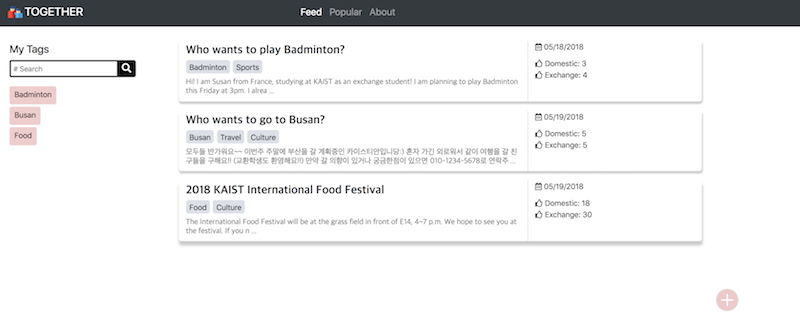 TOGETHER
Feed Popular About
My Tags
# Search
Badminton
Busan
Food
Who wants to play Badminton?
Badminton Sports
Hi! I am Susan from France, studying at KAIST as an exchange student! I am planning to play Badminton
this Friday at 3pm. I alrea ...
05/18/2018
Domestic: 3
Exchange: 4
Who wants to go to Busan?
Busan Travel Culture
모두들 반가워요~~ 이번주 주말에 부산을 갈 계획중인 카이스티안입니당:) 혼자 가긴 외로워서 같이 여행을 갈 친
구들을 구해요!! (교환학생도 환영해요!!) 만약 갈 의향이 있거나 궁금한점이 있으면 010-1234-5678로 연락주 ...
05/19/2018
Domestic: 5
Exchange: 5
2018 KAIST International Food Festival
Food Culture
The International Food Festival will be at the grass field in front of E14, 4~7 p.m. We hope to see you at
the festival. If you n ...
05/19/2018
Domestic: 18
Exchange: 30